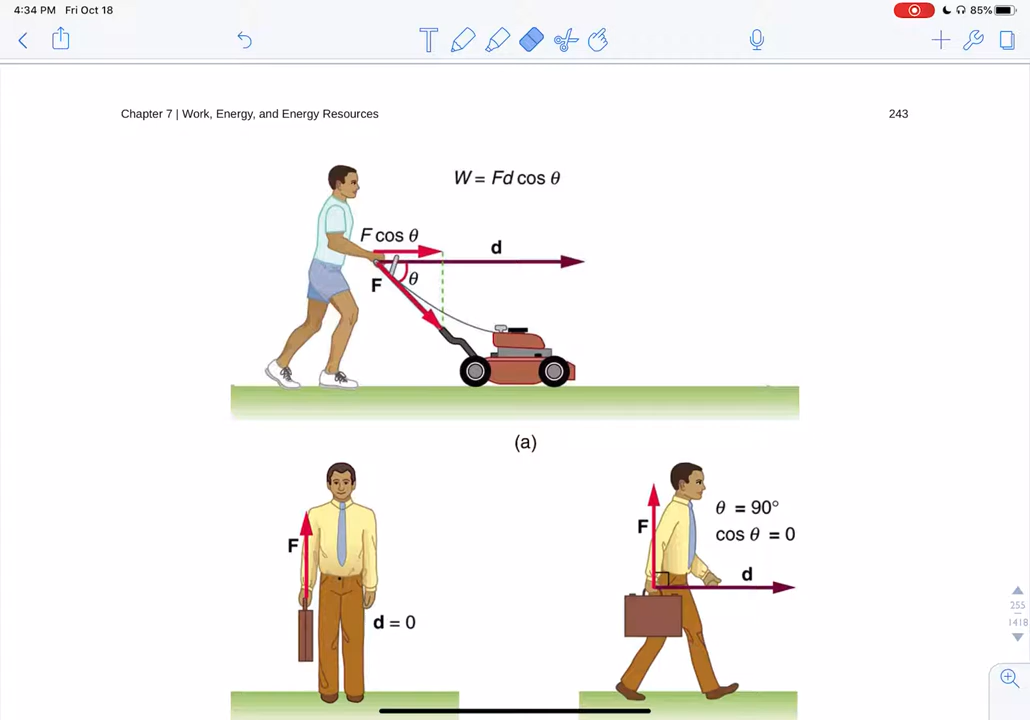 4:34 PM Fri Oct 18
85%
Chapter 7 | Work, Energy, and Energy Resources 243
W = Fd cos θ
F cos θ
d
θ
F
(a)
θ = 90°
F
cos θ = 0
F
d
d = 0
255
1418